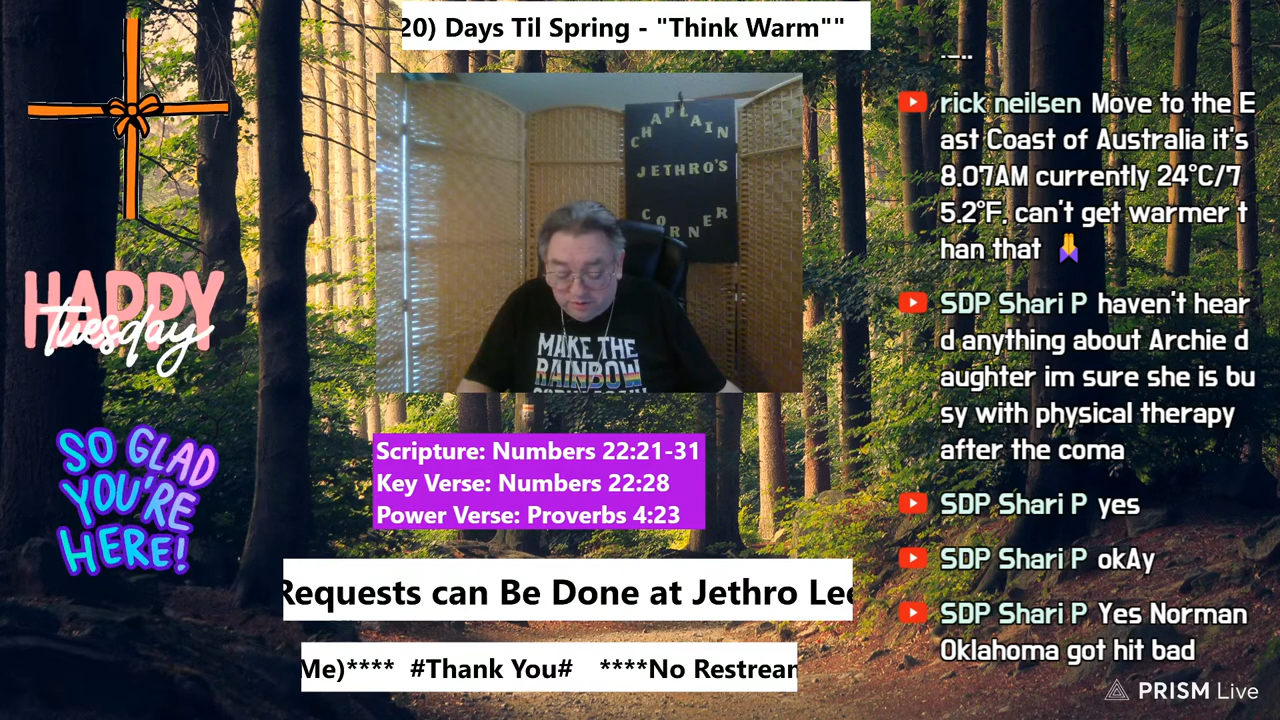 20) Days Til Spring - "Think Warm""
CHAPLAIN
JETHRO'S
CORNER
MAKE THE
RAINBOW
HAPPY
tuesday
SO GLAD
YOU'RE
HERE!
Scripture: Numbers 22:21-31
Key Verse: Numbers 22:28
Power Verse: Proverbs 4:23
Requests can Be Done at Jethro Lee
Me)**** #Thank You# ****No Restream
rick neilsen Move to the E
ast Coast of Australia it's
8.07AM currently 24°C/7
5.2°F, can't get warmer t
han that
SDP Shari P haven't hear
d anything about Archie d
aughter im sure she is bu
sy with physical therapy
after the coma
SDP Shari P yes
SDP Shari P okAy
SDP Shari P Yes Norman
Oklahoma got hit bad
PRISM Live